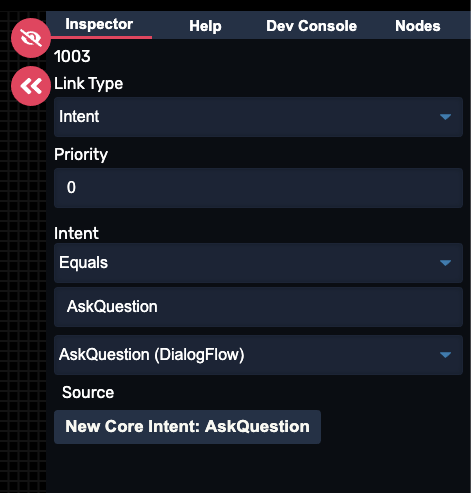 Inspector Help Dev Console Nodes
1003
Link Type
Intent
Priority
0
Intent
Equals
AskQuestion
AskQuestion (DialogFlow)
Source
New Core Intent: AskQuestion